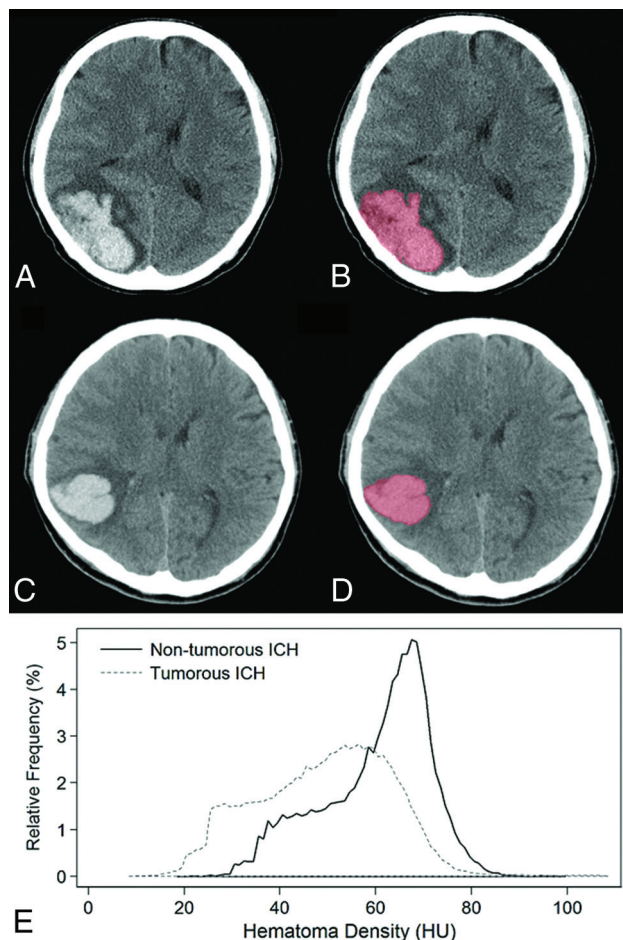 A
B
C
D
5
4
3
2
1
0
Relative Frequency (%)
Non-tumorous ICH
Tumorous ICH
0 20 40 60 80 100
Hematoma Density (HU)
E